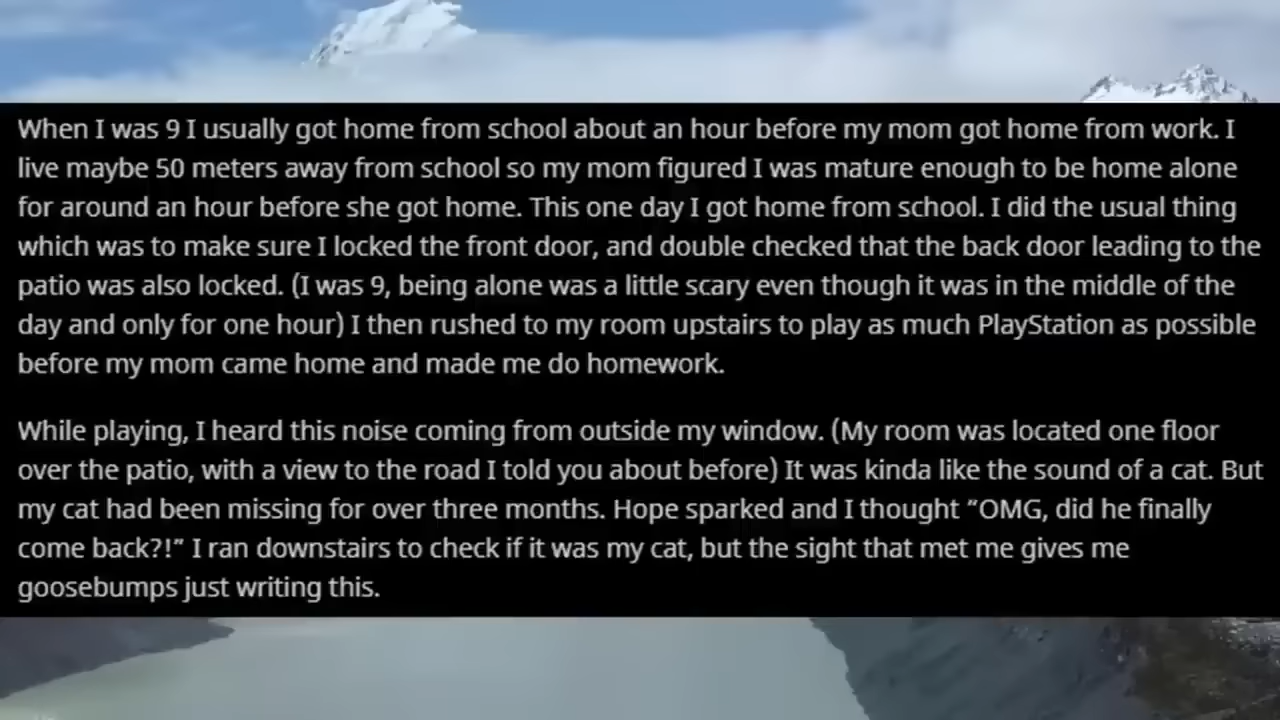 When I was 9 I usually got home from school about an hour before my mom got home from work. I
live maybe 50 meters away from school so my mom figured I was mature enough to be home alone
for around an hour before she got home. This one day I got home from school. I did the usual thing
which was to make sure I locked the front door, and double checked that the back door leading to the
patio was also locked. (I was 9, being alone was a little scary even though it was in the middle of the
day and only for one hour) I then rushed to my room upstairs to play as much PlayStation as possible
before my mom came home and made me do homework.
While playing, I heard this noise coming from outside my window. (My room was located one floor
over the patio, with a view to the road I told you about before) It was kinda like the sound of a cat. But
my cat had been missing for over three months. Hope sparked and I thought “OMG, did he finally
come back?!” I ran downstairs to check if it was my cat, but the sight that met me gives me
goosebumps just writing this.